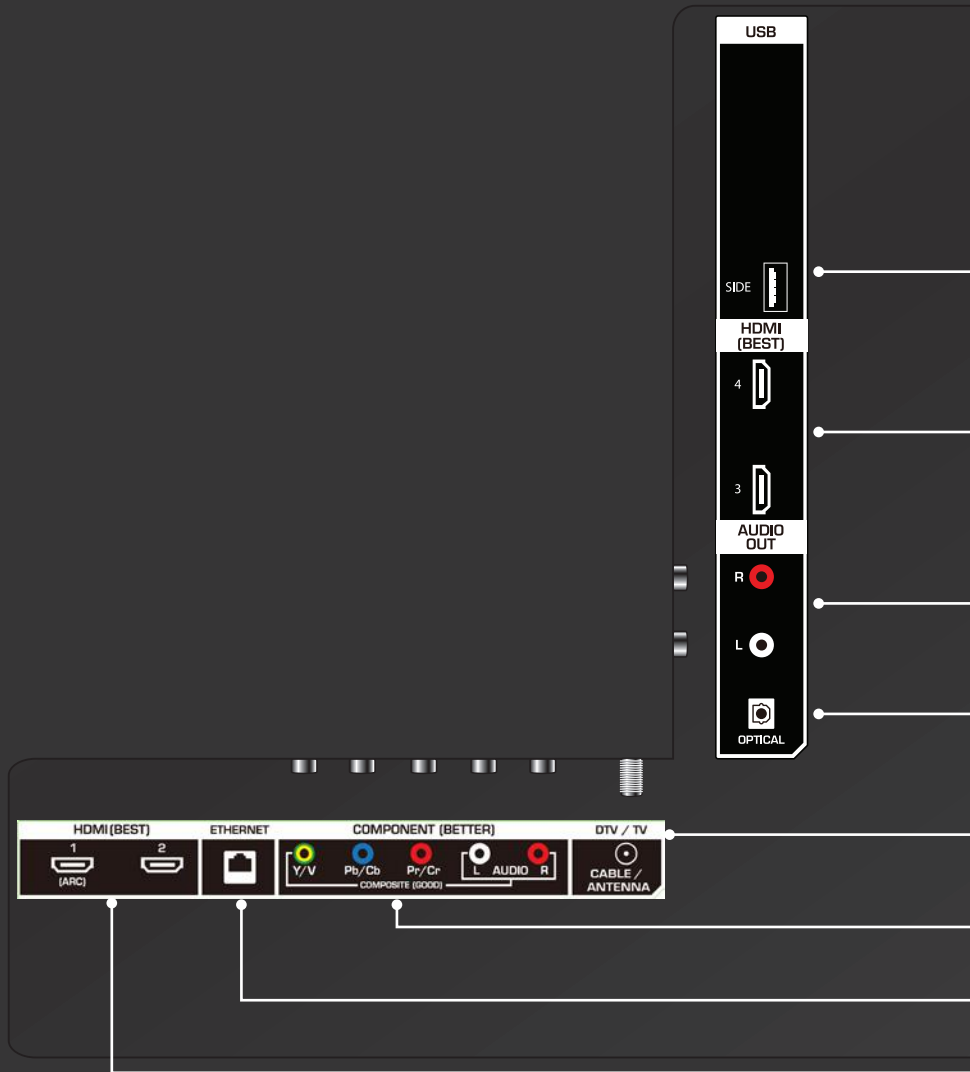 USB
SIDE
HDMI
(BEST)
4
3
AUDIO
OUT
R
L
OPTICAL
HDMI (BEST)
1
2
(ARC)
ETHERNET
COMPONENT (BETTER)
Y/V Pb/Cb Pr/Cr L AUDIO R
COMPOSITE (GOOD)
DTV / TV
CABLE /
ANTENNA